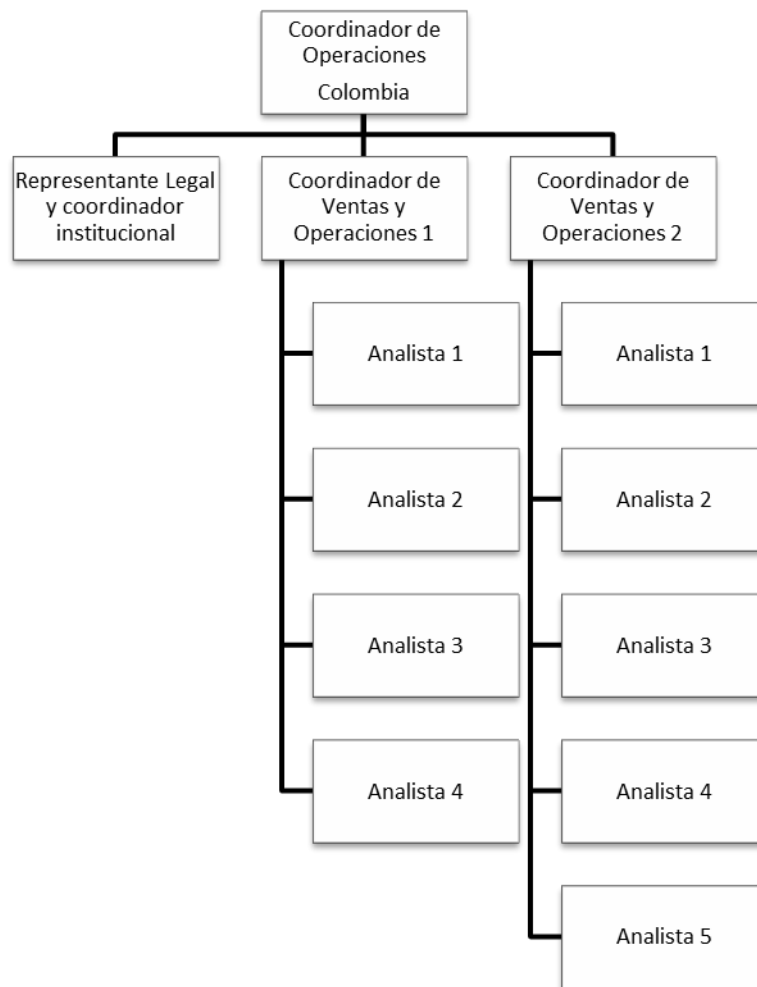 Coordinador de
Operaciones
Colombia
Representante Legal
y coordinador
institucional
Coordinador de
Ventas y
Operaciones 1
Coordinador de
Ventas y
Operaciones 2
Analista 1
Analista 2
Analista 3
Analista 4
Analista 1
Analista 2
Analista 3
Analista 4
Analista 5